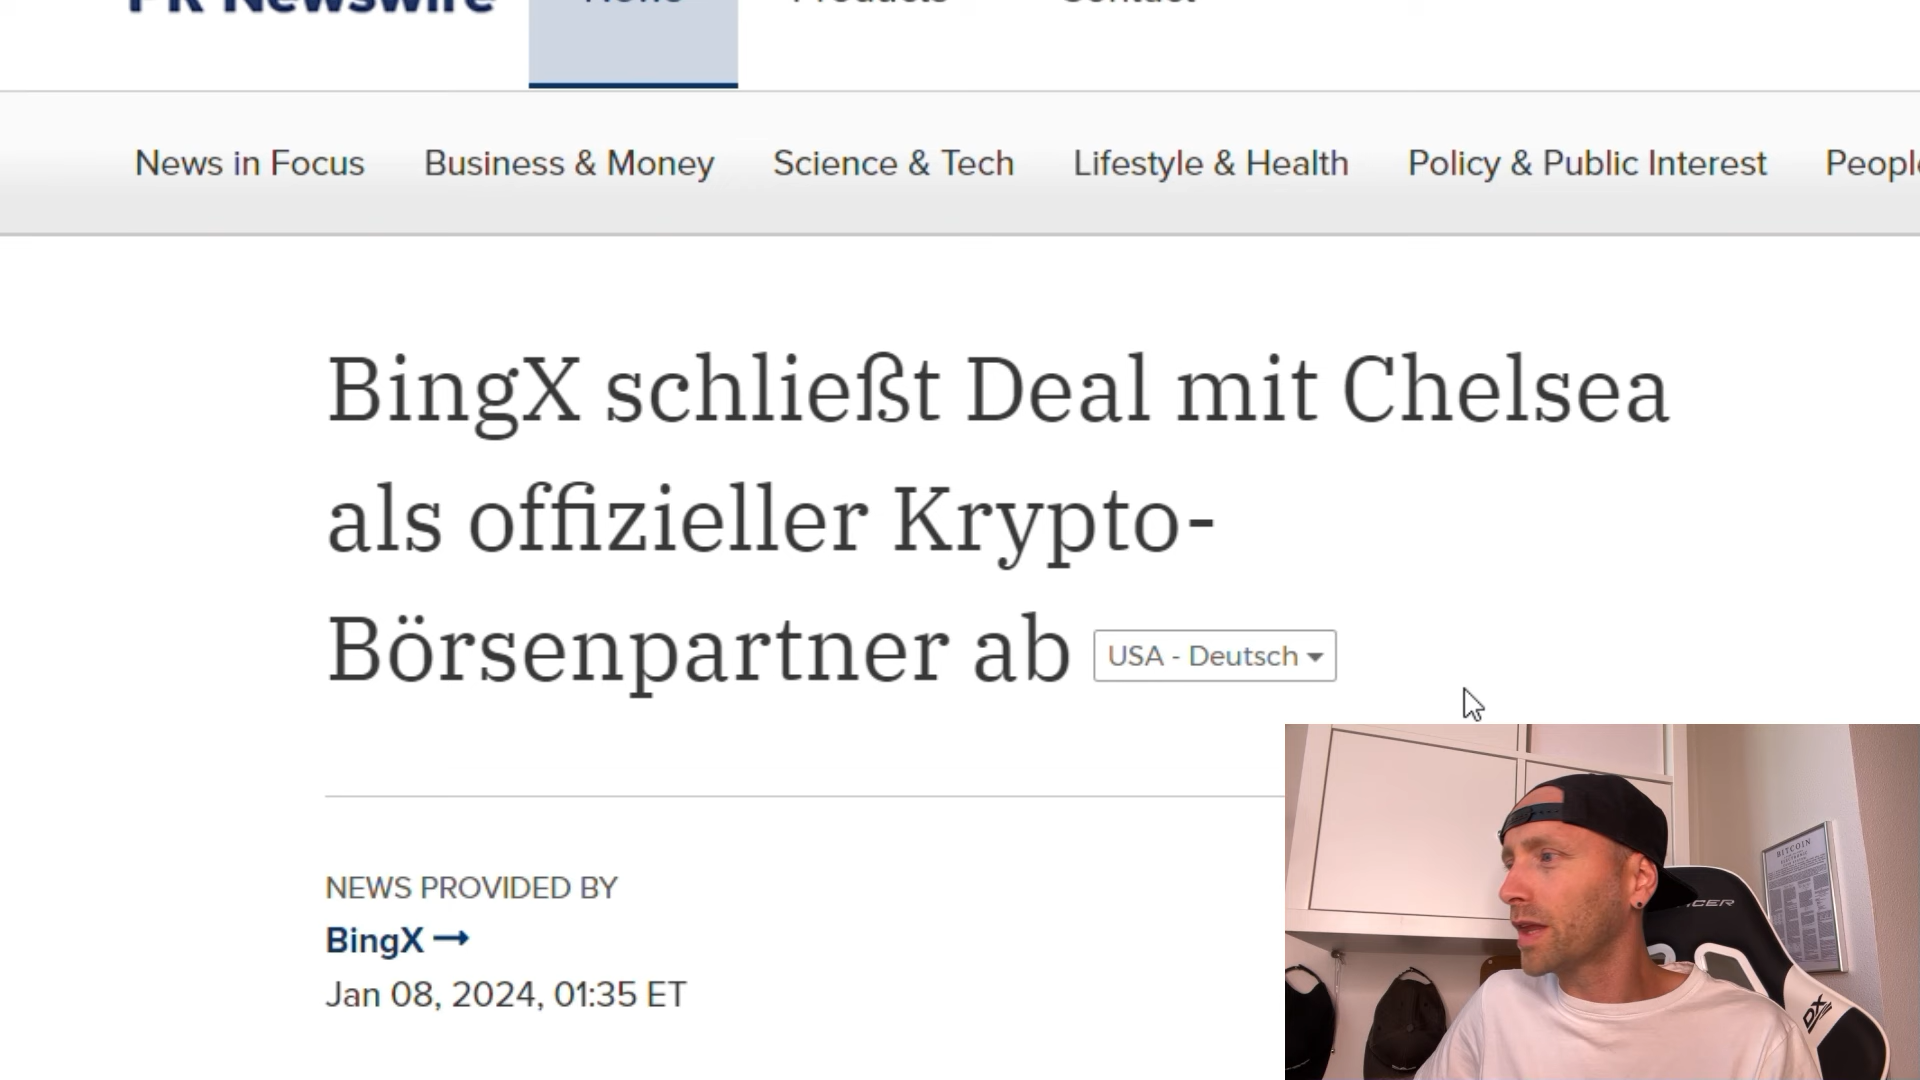 PR Newswire
News
Products
Contact
News in Focus
Business & Money
Science & Tech
Lifestyle & Health
Policy & Public Interest
BingX schließt Deal mit Chelsea
als offizieller Krypto-
Börsenpartner ab
USA - Deutsch
NEWS PROVIDED BY
BingX
Jan 08, 2024, 01:35 ET
BITCOIN
DX